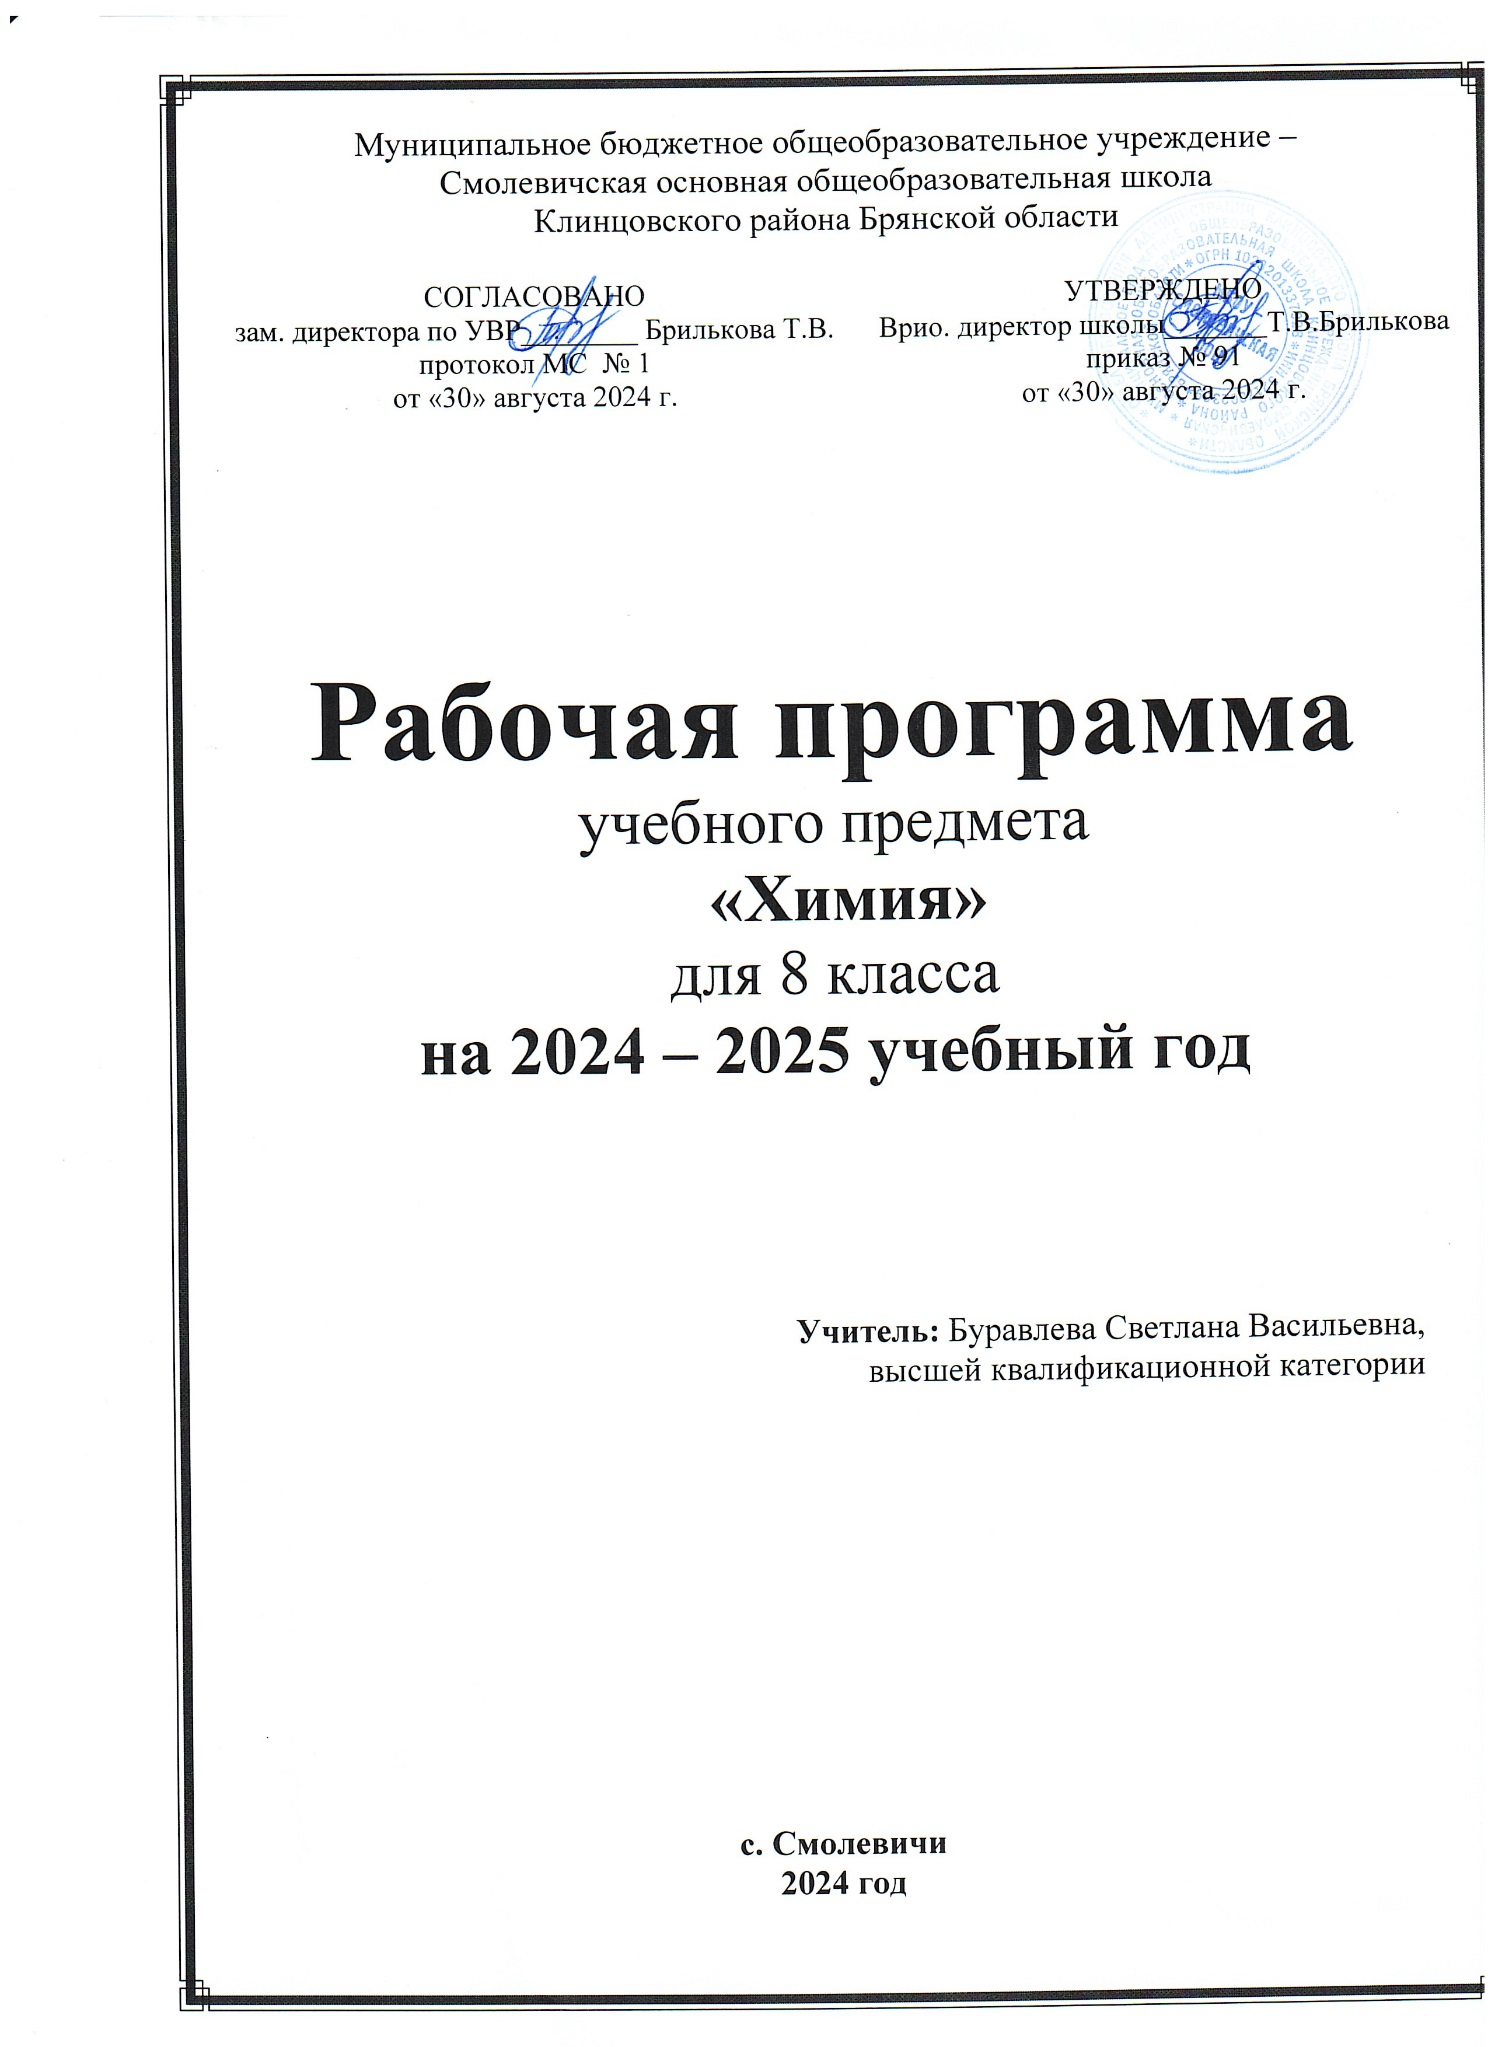 Муниципальное бюджетное общеобразовательное учреждение –
Смолевичская основная общеобразовательная школа
Клинцовского района Брянской области
СОГЛАСОВАНО
зам. директора по УВР________ Брилькова Т.В.
протокол МС № 1
от «30» августа 2024 г.
УТВЕРЖДЕНО
Врио. директор школы_______ Т.В.Брилькова
приказ № 91
от «30» августа 2024 г.
Рабочая программа
учебного предмета
«Химия»
для 8 класса
на 2024 – 2025 учебный год
Учитель: Буравлева Светлана Васильевна,
высшей квалификационной категории
с. Смолевичи
2024 год